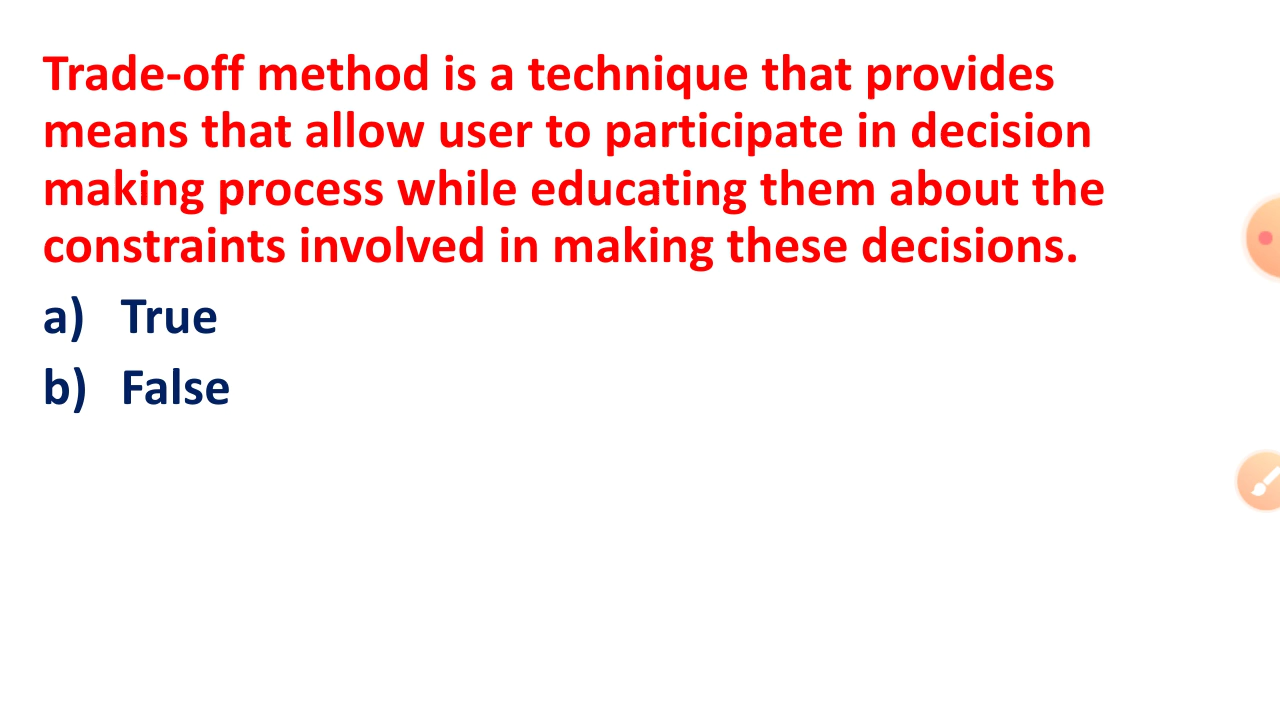 Trade-off method is a technique that provides
means that allow user to participate in decision
making process while educating them about the
constraints involved in making these decisions.
a) True
b) False